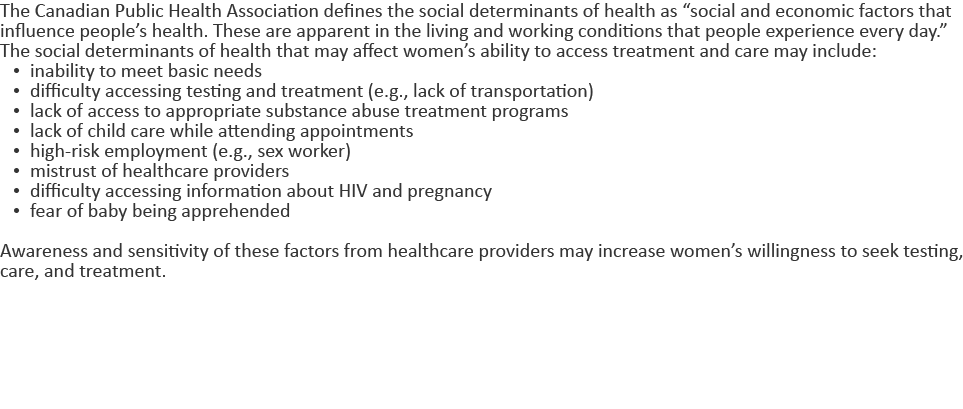 The Canadian Public Health Association defines the social determinants of health as “social and economic factors that
influence people’s health. These are apparent in the living and working conditions that people experience every day.”
The social determinants of health that may affect women’s ability to access treatment and care may include:
• inability to meet basic needs
• difficulty accessing testing and treatment (e.g., lack of transportation)
• lack of access to appropriate substance abuse treatment programs
• lack of child care while attending appointments
• high-risk employment (e.g., sex worker)
• mistrust of healthcare providers
• difficulty accessing information about HIV and pregnancy
• fear of baby being apprehended
Awareness and sensitivity of these factors from healthcare providers may increase women’s willingness to seek testing,
care, and treatment.